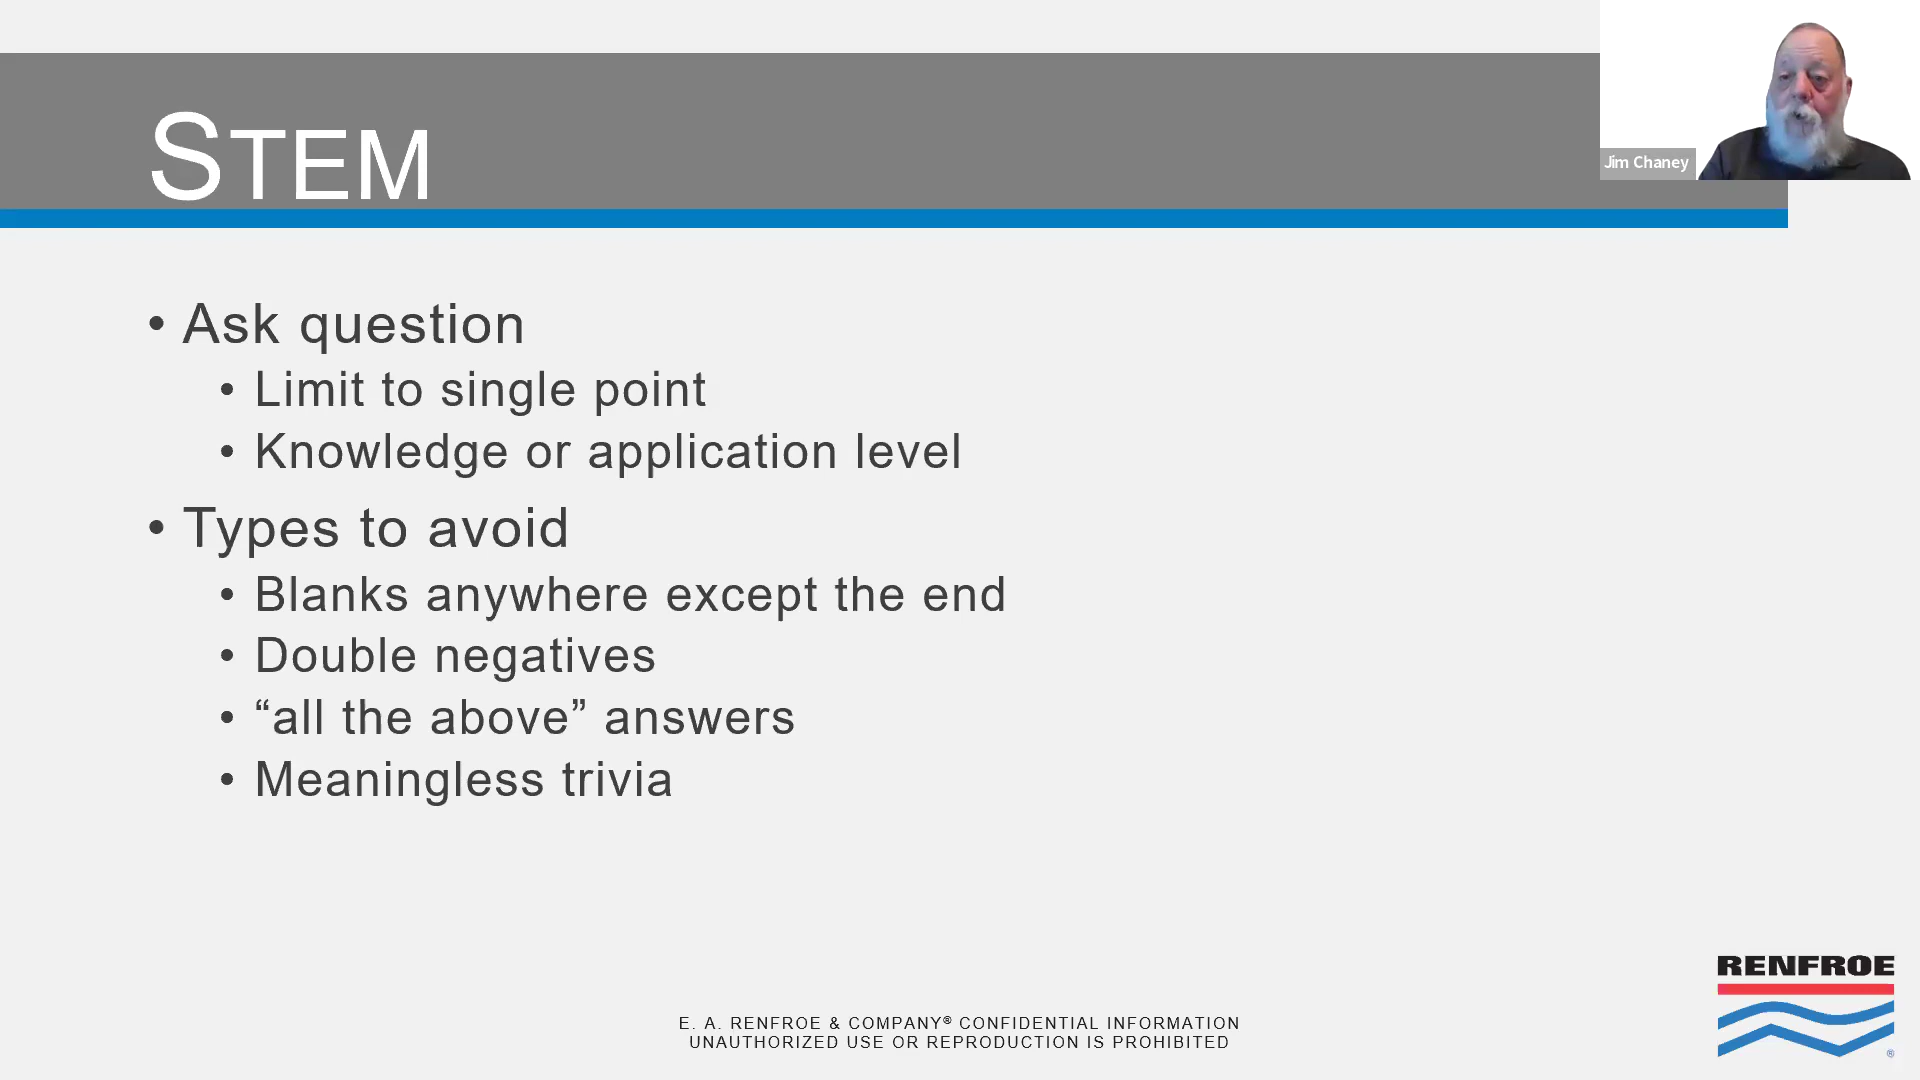 STEM
Jim Chaney
• Ask question
• Limit to single point
• Knowledge or application level
• Types to avoid
• Blanks anywhere except the end
• Double negatives
• “all the above” answers
• Meaningless trivia
RENFROE
®
E. A. RENFROE & COMPANY® CONFIDENTIAL INFORMATION
UNAUTHORIZED USE OR REPRODUCTION IS PROHIBITED